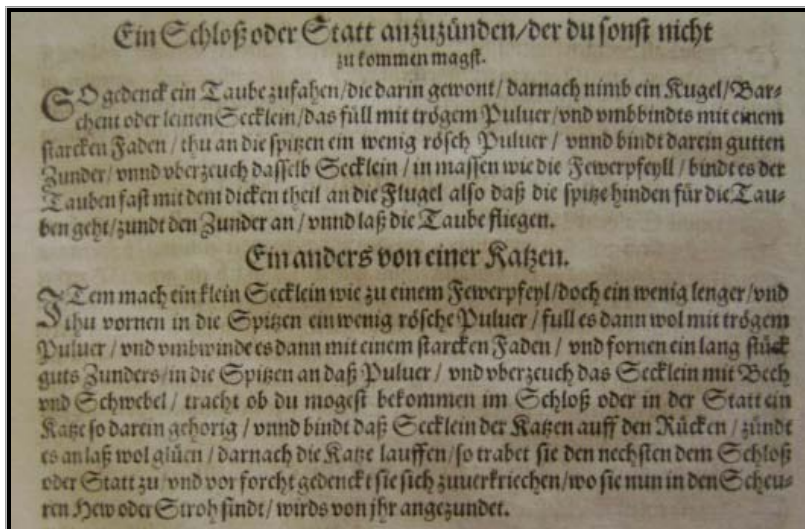 Ein Schloß oder Statt anzuzünden/der du sonst nicht
zu kommen magst.
SO gedenck ein Taube zufahen/die darin gewont/ darnach nimb ein Kugel/Bar-
chent oder leinen Secklein/das füll mit trögem Puluer/vnd vmbbindts mit einem
starcken Faden/ thu an die spitzen ein wenig rösch Puluer/ vnnd bindt darein gutten
Zunder/ vnnd vberzeuch dasselb Secklein/ in massen wie die Fewerpfeyll/ bindt es der
Tauben fast mit dem dicken theil an die Flugel also daß die spitze hinden für die Tau-
ben geht/zundt den Zunder an/ vnnd laß die Taube fliegen.
Ein anders von einer Katzen.
ITem mach ein klein Secklein wie zu einem Fewerpfeyl/doch ein wenig lenger/vnd
thu vornen in die Spitzen ein wenig rösche Puluer/ full es dann wol mit trögem
Puluer/ vnd vmbwinde es dann mit einem starcken Faden/ vnd fornen ein lang stück
guts Zunders/in die Spitzen an daß Puluer/ vnd vberzeuch das Secklein mit Bech
vnd Schwebel/ tracht ob du mogest bekommen im Schloß oder in der Statt ein
Katze so darein gehorig/ vnnd bindt daß Secklein der Katzen auff den Rücken/ zündt
es an laß wol glüen/ darnach die Katze lauffen/so trabet sie den nechsten dem Schloß
oder Statt zu/vnd vor forcht gedenckt sie sich zuuerkriechen/wo sie nun in den Scheu-
ren Hew oder Stroh findt/ wirds von jhr angezundet.